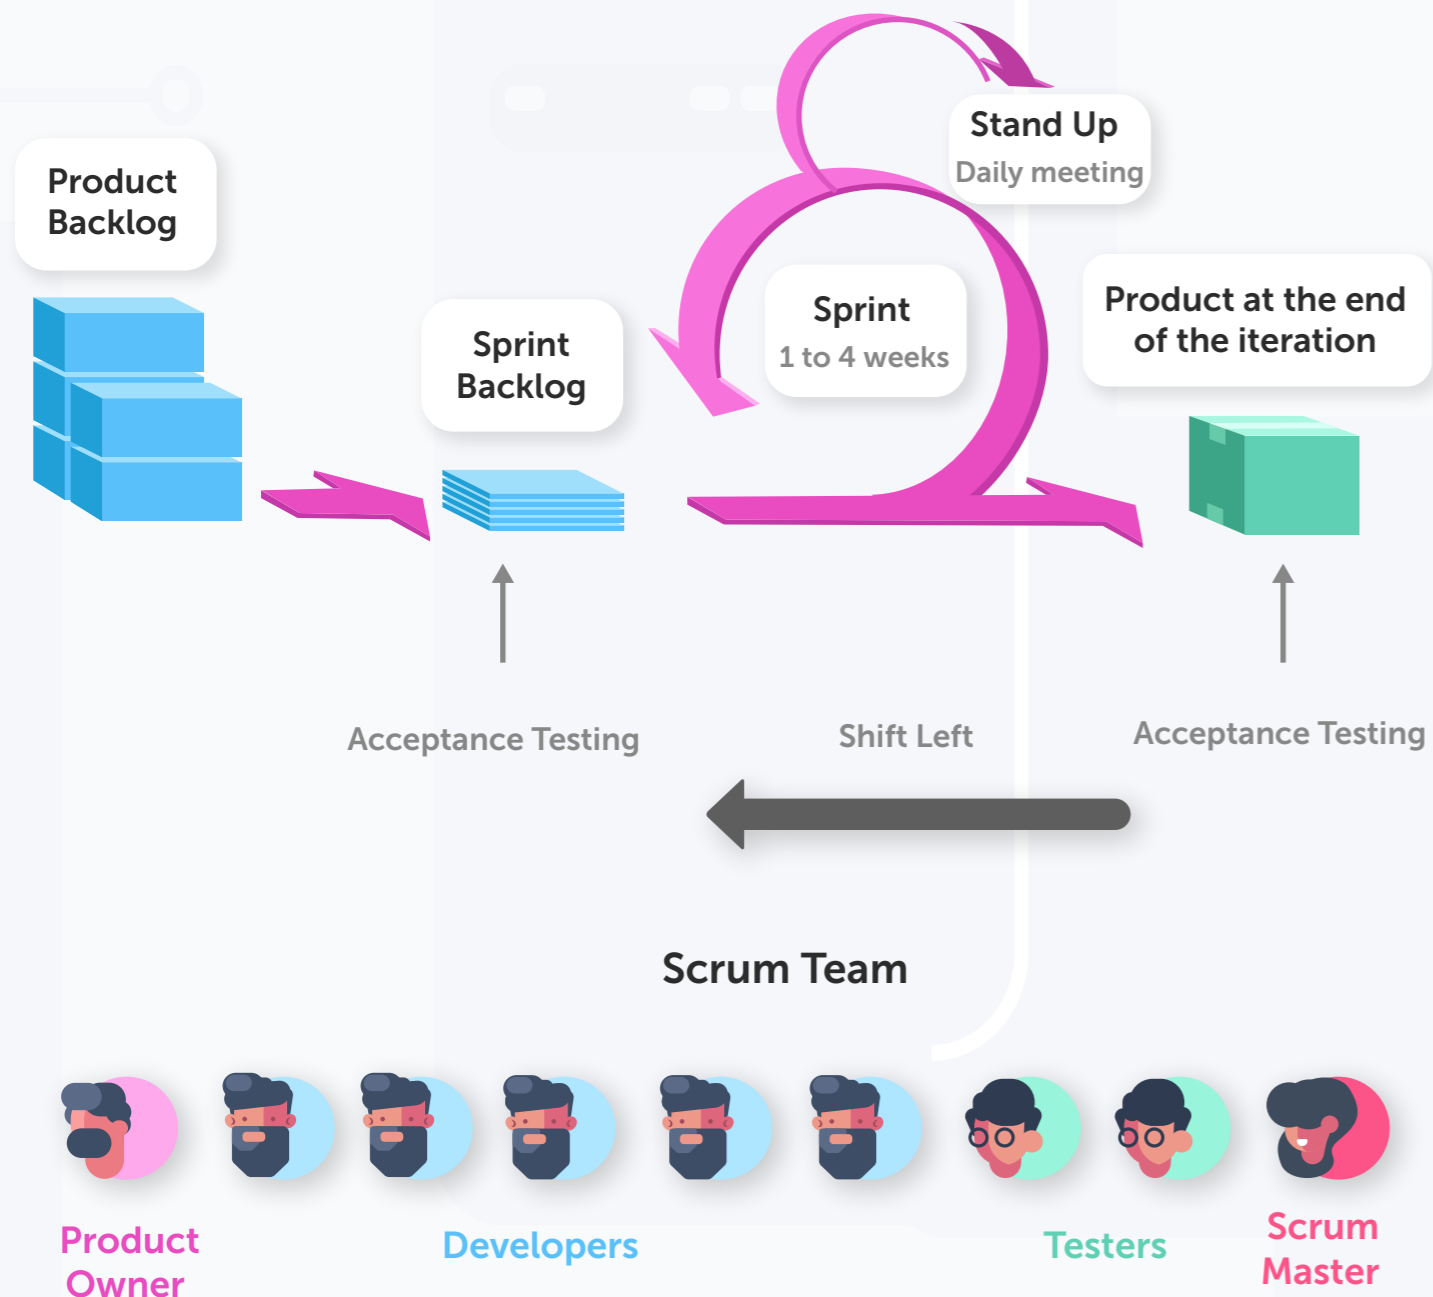 Stand Up
Daily meeting
Product
Backlog
Sprint
1 to 4 weeks
Product at the end
of the iteration
Sprint
Backlog
Acceptance Testing
Shift Left
Acceptance Testing
Scrum Team
Product
Owner
Developers
Testers
Scrum
Master